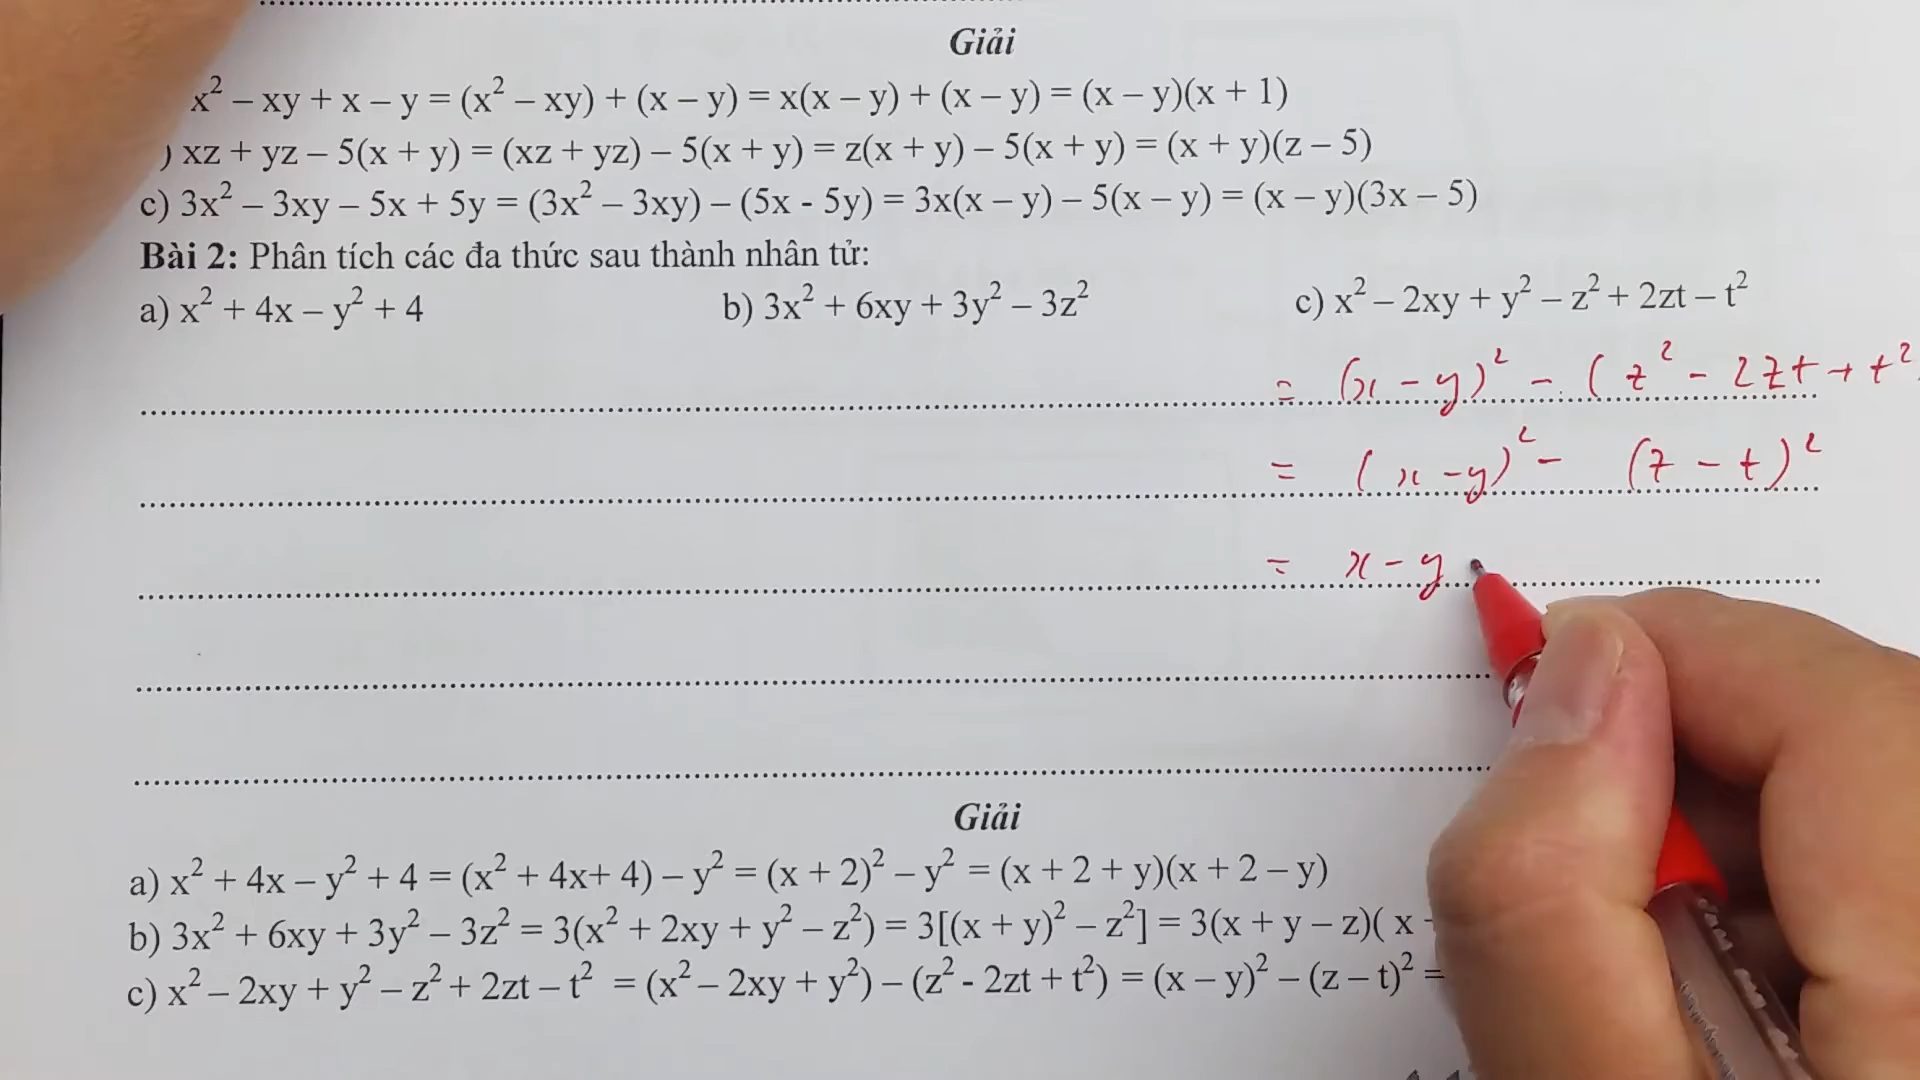 Giải
x² – xy + x – y = (x² – xy) + (x – y) = x(x – y) + (x – y) = (x – y)(x + 1)
) xz + yz – 5(x + y) = (xz + yz) – 5(x + y) = z(x + y) – 5(x + y) = (x + y)(z – 5)
c) 3x² – 3xy – 5x + 5y = (3x² – 3xy) – (5x - 5y) = 3x(x – y) – 5(x – y) = (x – y)(3x – 5)
Bài 2: Phân tích các đa thức sau thành nhân tử:
a) x² + 4x – y² + 4 b) 3x² + 6xy + 3y² – 3z² c) x² – 2xy + y² – z² + 2zt – t²
= (x - y)² - (z² - 2zt + t²
= (x - y)² - (z - t)²
= x - y
Giải
a) x² + 4x – y² + 4 = (x² + 4x+ 4) – y² = (x + 2)² – y² = (x + 2 + y)(x + 2 – y)
b) 3x² + 6xy + 3y² – 3z² = 3(x² + 2xy + y² – z²) = 3[(x + y)² – z²] = 3(x + y – z)( x
c) x² – 2xy + y² – z² + 2zt – t² = (x² – 2xy + y²) – (z² - 2zt + t²) = (x – y)² – (z – t)² =